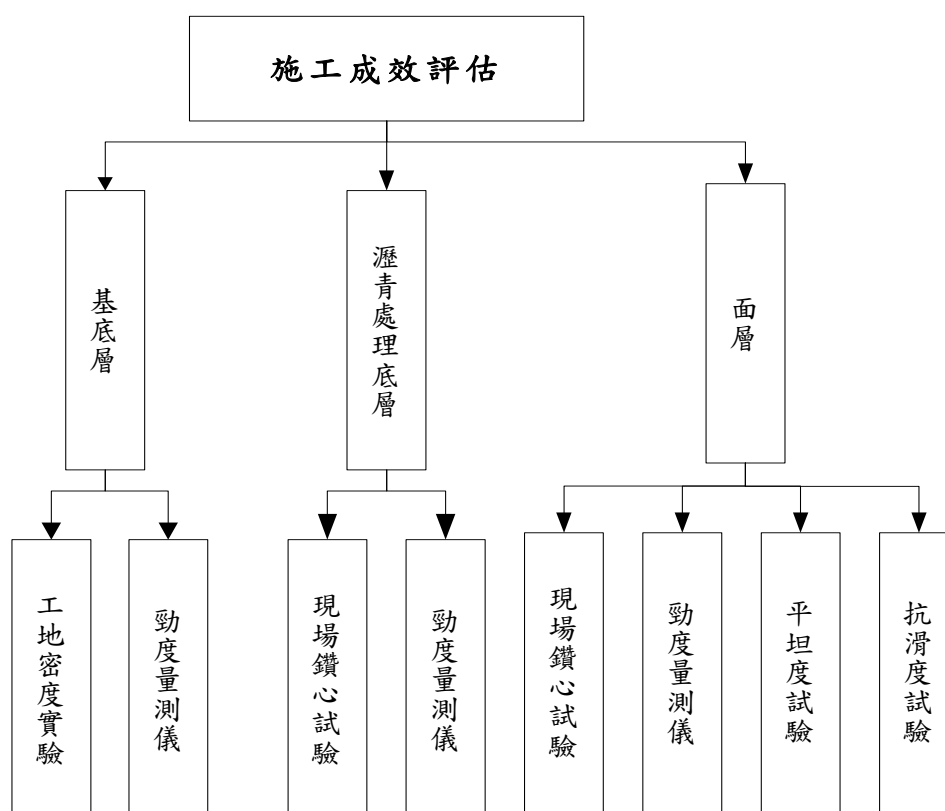 施工成效評估
基底層
瀝青處理底層
面層
工地密度實驗
勁度量測儀
現場鑽心試驗
勁度量測儀
現場鑽心試驗
勁度量測儀
平坦度試驗
抗滑度試驗